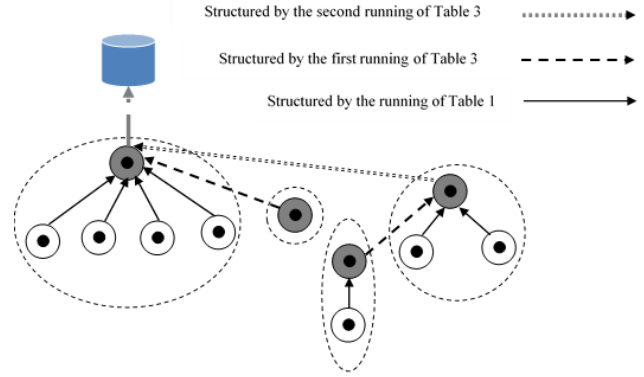 Structured by the second running of Table 3
Structured by the first running of Table 3
Structured by the running of Table 1